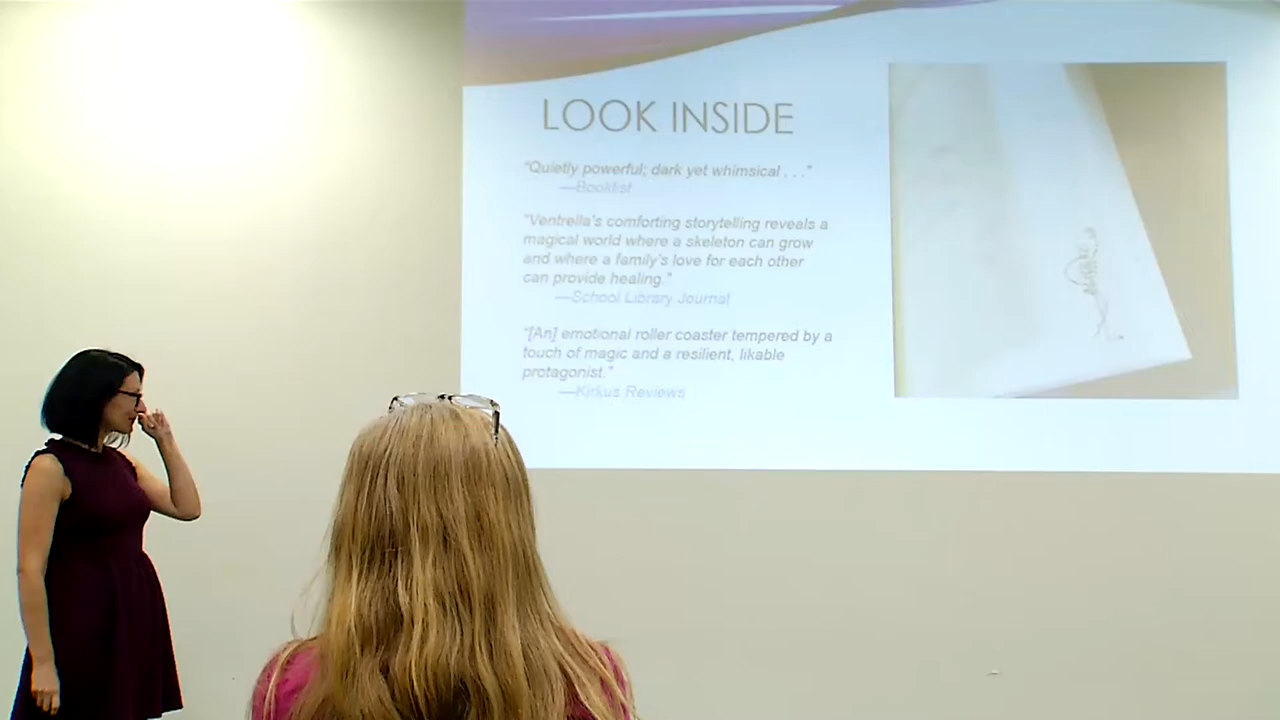 LOOK INSIDE
“Quietly powerful; dark yet whimsical . . .”
—Booklist
“Ventrella’s comforting storytelling reveals a
magical world where a skeleton can grow
and where a family’s love for each other
can provide healing.”
—School Library Journal
“[An] emotional roller coaster tempered by a
touch of magic and a resilient, likable
protagonist.”
—Kirkus Reviews